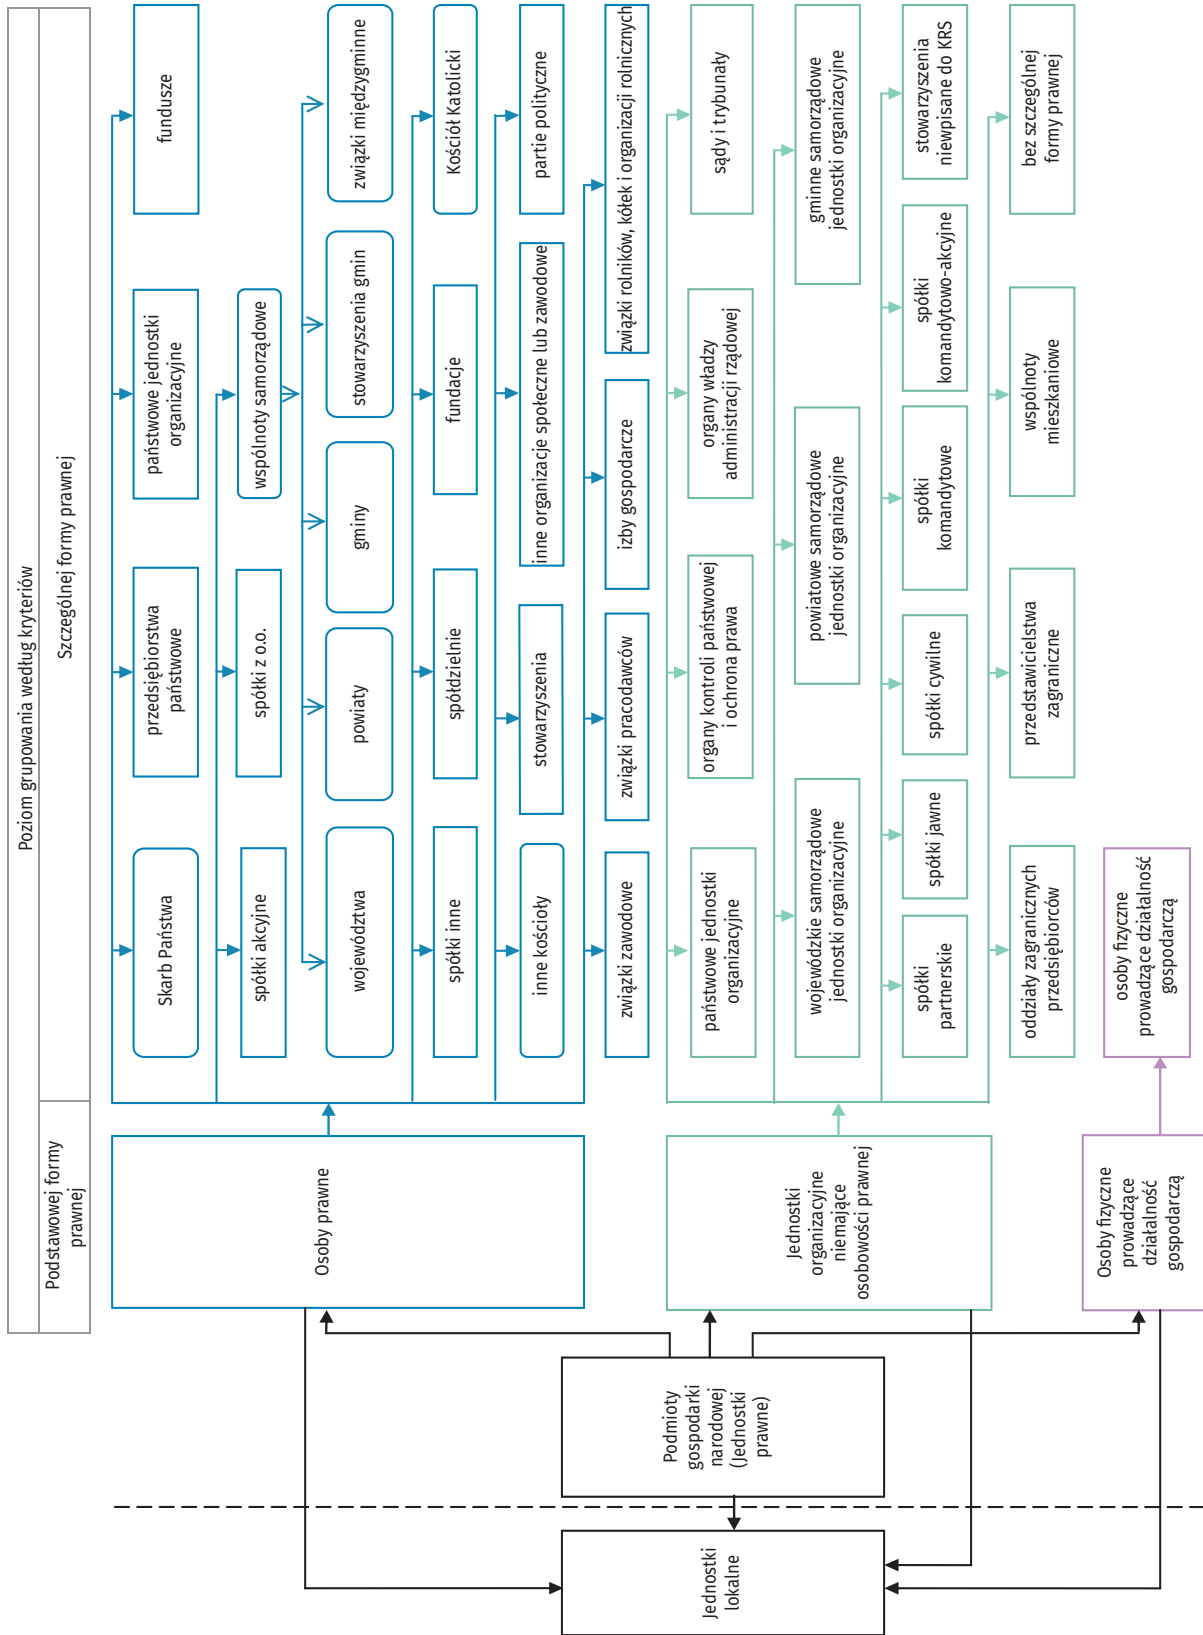 Poziom grupowania według kryteriów
Podstawowej formy
prawnej
Szczególnej formy prawnej
Osoby prawne
Skarb Państwa
przedsiębiorstwa
państwowe
państwowe jednostki
organizacyjne
fundusze
spółki akcyjne
spółki z o.o.
wspólnoty samorządowe
województwa
powiaty
gminy
stowarzyszenia gmin
związki międzygminne
spółki inne
spółdzielnie
fundacje
Kościół Katolicki
inne kościoły
stowarzyszenia
inne organizacje społeczne lub zawodowe
partie polityczne
związki zawodowe
związki pracodawców
izby gospodarcze
związki rolników, kółek i organizacji rolniczych
Jednostki
organizacyjne
niemające
osobowości prawnej
państwowe jednostki
organizacyjne
organy kontroli państwowej
i ochrona prawa
organy władzy
administracji rządowej
sądy i trybunały
wojewódzkie samorządowe
jednostki organizacyjne
powiatowe samorządowe
jednostki organizacyjne
gminne samorządowe
jednostki organizacyjne
spółki
partnerskie
spółki jawne
spółki cywilne
spółki
komandytowe
spółki
komandytowo-akcyjne
stowarzyszenia
niewpisane do KRS
oddziały zagranicznych
przedsiębiorców
przedstawicielstwa
zagraniczne
wspólnoty
mieszkaniowe
bez szczególnej
formy prawnej
Osoby fizyczne
prowadzące
działalność
gospodarczą
osoby fizyczne
prowadzące działalność
gospodarczą
Podmioty
gospodarki
narodowej
(Jednostki
prawne)
Jednostki
lokalne